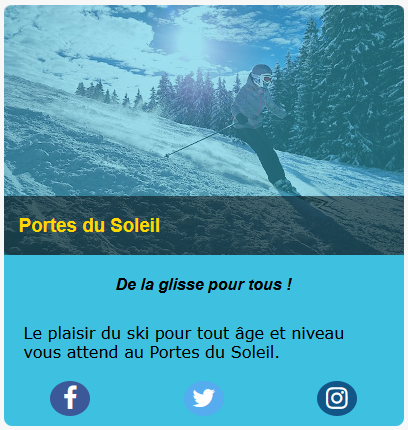 Portes du Soleil
De la glisse pour tous !
Le plaisir du ski pour tout âge et niveau
vous attend au Portes du Soleil.